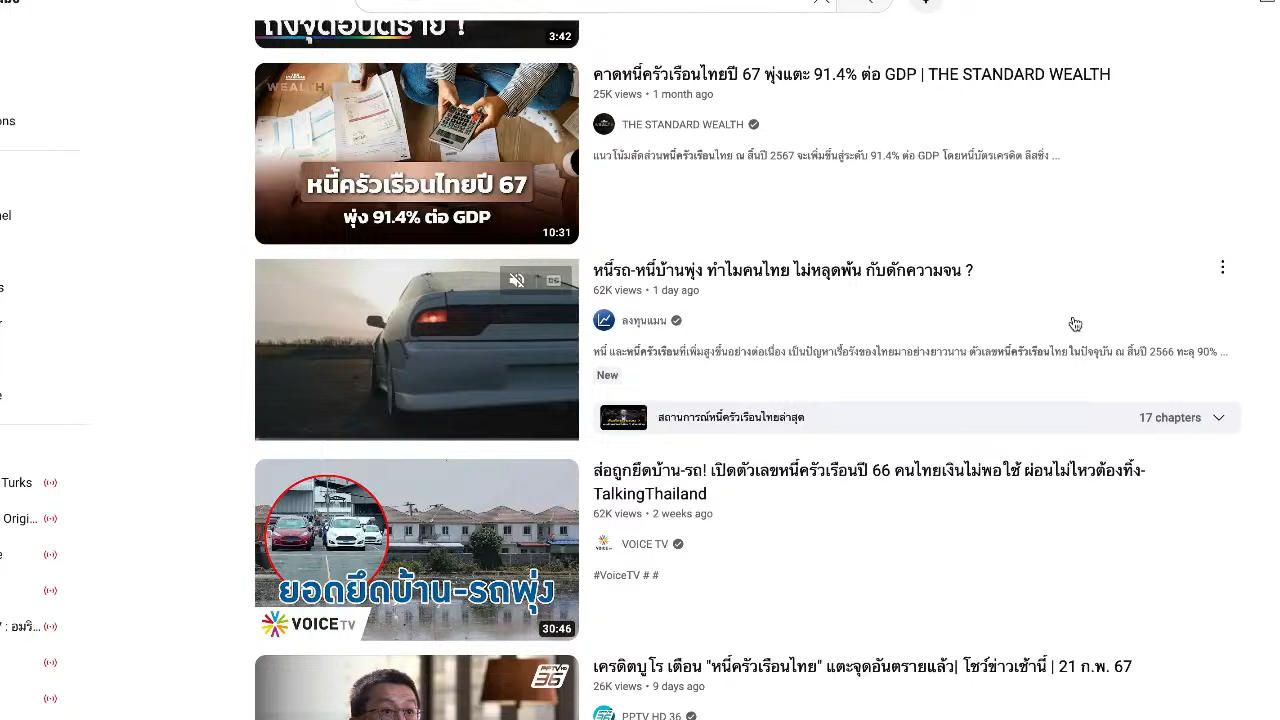 ถึงจุดอันตราย !
3:42
คาดหนี้ครัวเรือนไทยปี 67 พุ่งแตะ 91.4% ต่อ GDP | THE STANDARD WEALTH
25K views • 1 month ago
THE STANDARD WEALTH
แนวโน้มสัดส่วนหนี้ครัวเรือนไทย ณ สิ้นปี 2567 จะเพิ่มขึ้นสู่ระดับ 91.4% ต่อ GDP โดยหนี้บัตรเครดิต ลีสซิ่ง ...
WEALTH
หนี้ครัวเรือนไทยปี 67
พุ่ง 91.4% ต่อ GDP
10:31
หนี้รถ-หนี้บ้านพุ่ง ทำไมคนไทย ไม่หลุดพ้น กับดักความจน ?
62K views • 1 day ago
ลงทุนแมน
หนี้ และหนี้ครัวเรือนที่เพิ่มสูงขึ้นอย่างต่อเนื่อง เป็นปัญหาเรื้อรังของไทยมาอย่างยาวนาน ตัวเลขหนี้ครัวเรือนไทย ในปัจจุบัน ณ สิ้นปี 2566 ทะลุ 90% ...
New
สถานการณ์หนี้ครัวเรือนไทยล่าสุด
17 chapters
ส่อถูกยึดบ้าน-รถ! เปิดตัวเลขหนี้ครัวเรือนปี 66 คนไทยเงินไม่พอใช้ ผ่อนไม่ไหวต้องทิ้ง-
TalkingThailand
62K views • 2 weeks ago
VOICE TV
#VoiceTV # #
ยอดยึดบ้าน-รถพุ่ง
VOICE TV
30:46
เครดิตบูโร เตือน "หนี้ครัวเรือนไทย" แตะจุดอันตรายแล้ว| โชว์ข่าวเช้านี้ | 21 ก.พ. 67
26K views • 9 days ago
PPTV HD 36
PPTV HD
36
ons
nel
s
r
e
Turks
Origi...
e
/ : อมริ...